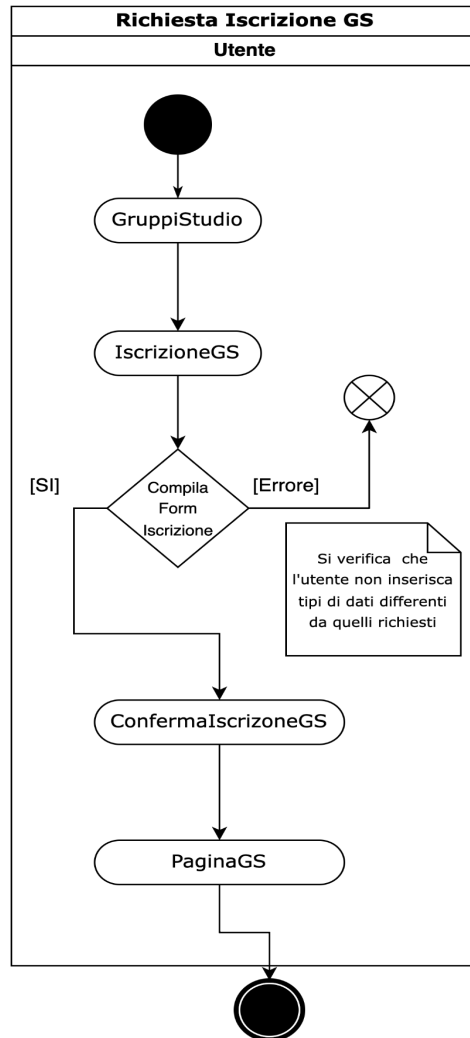 Richiesta Iscrizione GS
Utente
GruppiStudio
IscrizioneGS
[SI]
[Errore]
Compila
Form
Iscrizione
Si verifica che
l'utente non inserisca
tipi di dati differenti
da quelli richiesti
ConfermaIscrizoneGS
PaginaGS